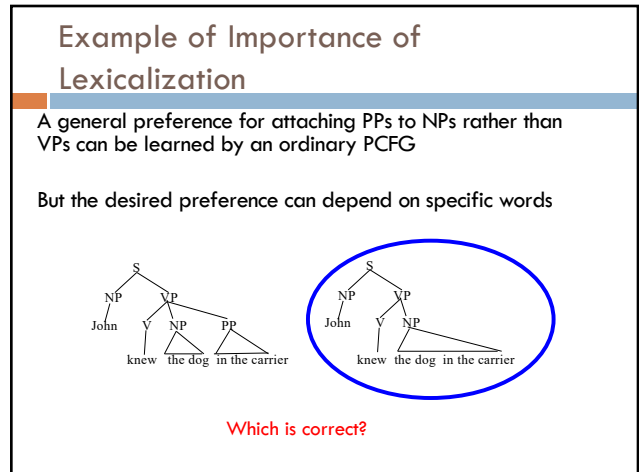 Example of Importance of
Lexicalization
A general preference for attaching PPs to NPs rather than
VPs can be learned by an ordinary PCFG
But the desired preference can depend on specific words
S
NP VP
John V NP PP
knew the dog in the carrier
S
NP VP
John V NP
knew the dog in the carrier
Which is correct?